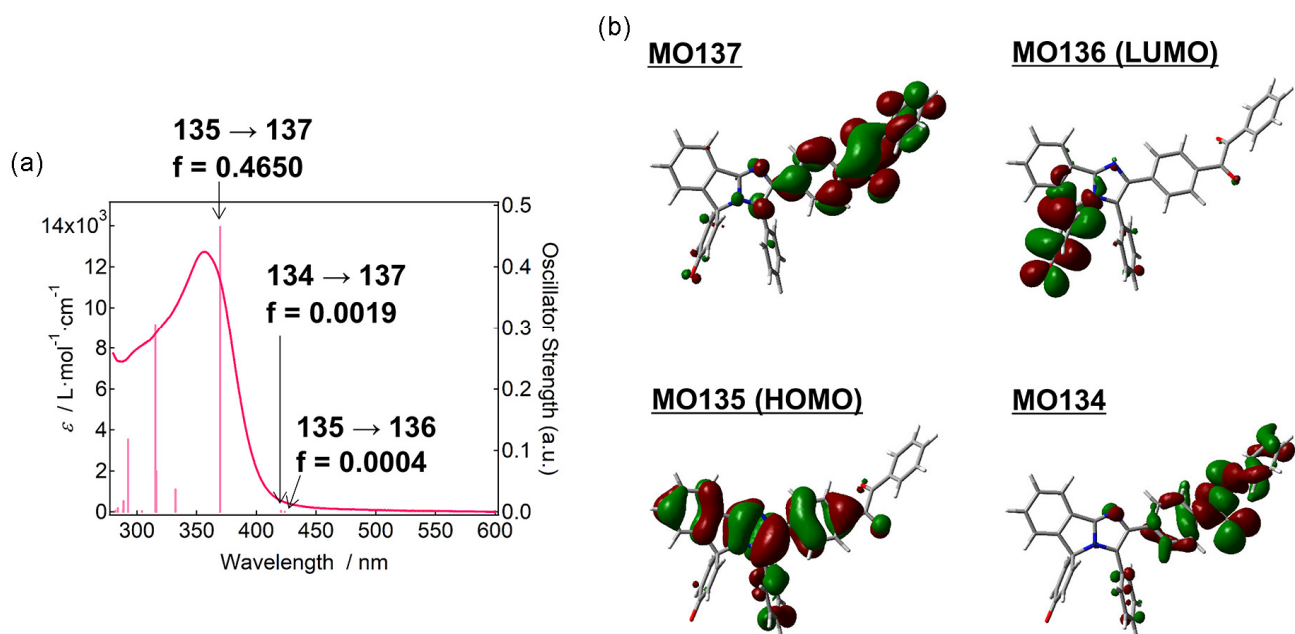 (a)
135 → 137
f = 0.4650
134 → 137
f = 0.0019
135 → 136
f = 0.0004
14x10³
12
10
8
6
4
2
0
ε / L·mol⁻¹·cm⁻¹
0.5
0.4
0.3
0.2
0.1
0.0
Oscillator Strength (a.u.)
300 350 400 450 500 550 600
Wavelength / nm
(b)
MO137
MO136 (LUMO)
MO135 (HOMO)
MO134